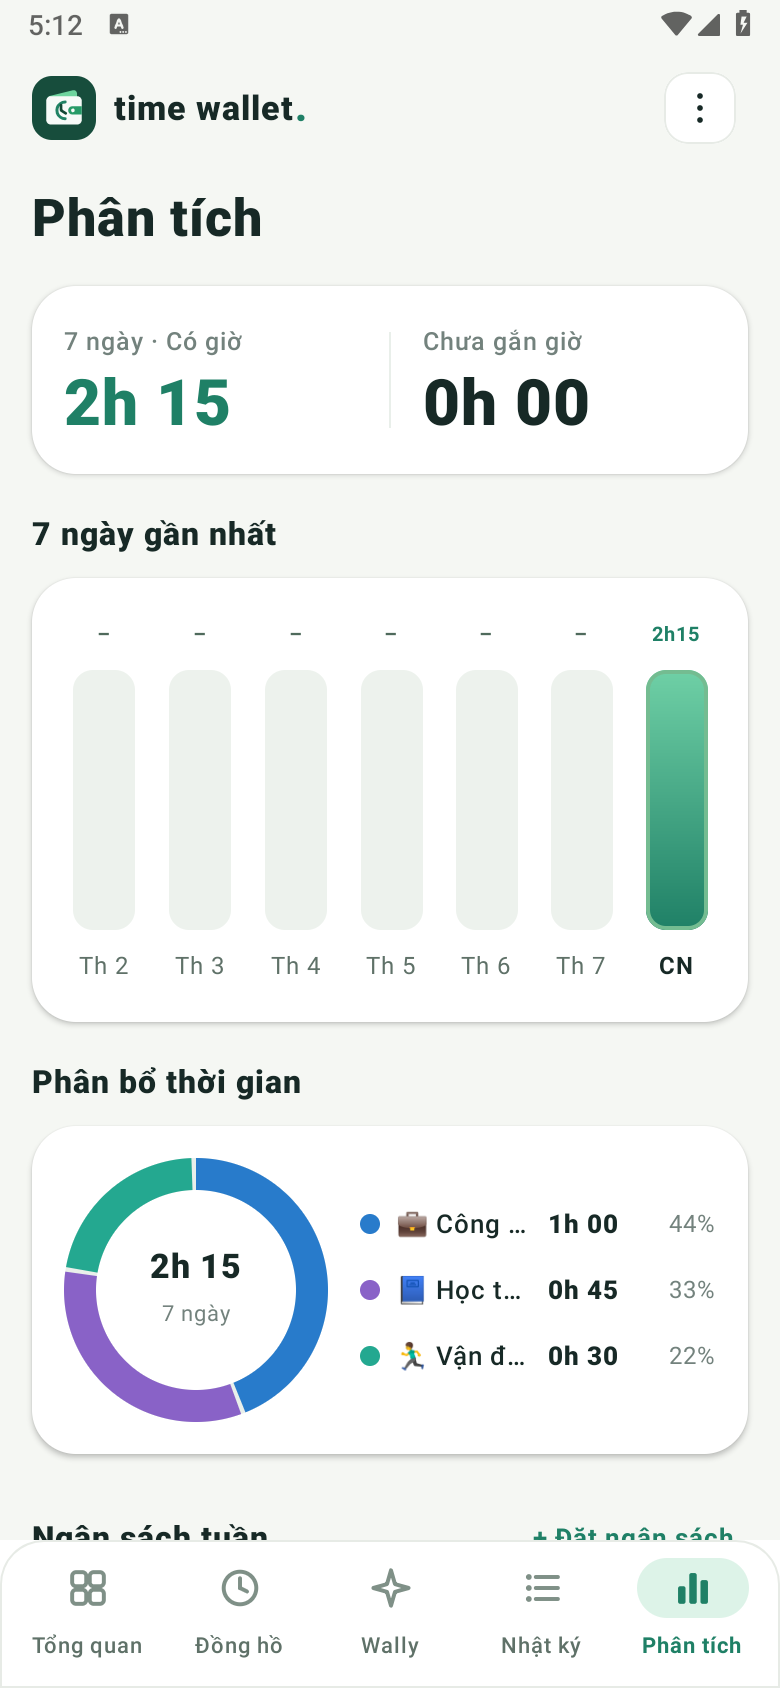 5:12
time wallet.
Phân tích
7 ngày · Có giờ
Chưa gắn giờ
2h 15
0h 00
7 ngày gần nhất
– – – – – – 2h15
Th 2 Th 3 Th 4 Th 5 Th 6 Th 7 CN
Phân bổ thời gian
2h 15
7 ngày
Công ... 1h 00 44%
Học t... 0h 45 33%
Vận đ... 0h 30 22%
Ngân sách tuần + Đặt ngân sách
Tổng quan Đồng hồ Wally Nhật ký Phân tích